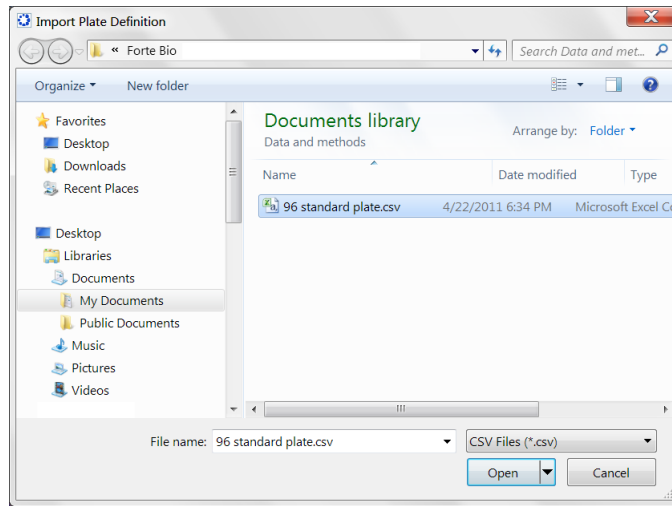 Import Plate Definition
« Forte Bio
Search Data and met...
Organize
New folder
Favorites
Desktop
Downloads
Recent Places
Desktop
Libraries
Documents
My Documents
Public Documents
Music
Pictures
Videos
Documents library
Data and methods
Arrange by: Folder
Name Date modified Type
96 standard plate.csv 4/22/2011 6:34 PM Microsoft Excel Co
File name: 96 standard plate.csv
CSV Files (*.csv)
Open
Cancel